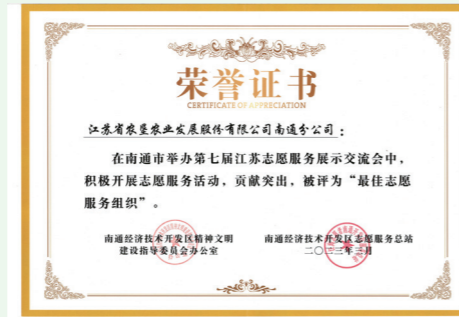 荣誉证书
CERTIFICATE OF APPRECIATION
江苏省农垦农业发展股份有限公司南通分公司：
在南通市举办第七届江苏志愿服务展示交流会中，
积极开展志愿服务活动，贡献突出，被评为“最佳志愿
服务组织”。
南通经济技术开发区精神文明
建设指导委员会办公室
南通经济技术开发区志愿服务总站
二〇二三年三月